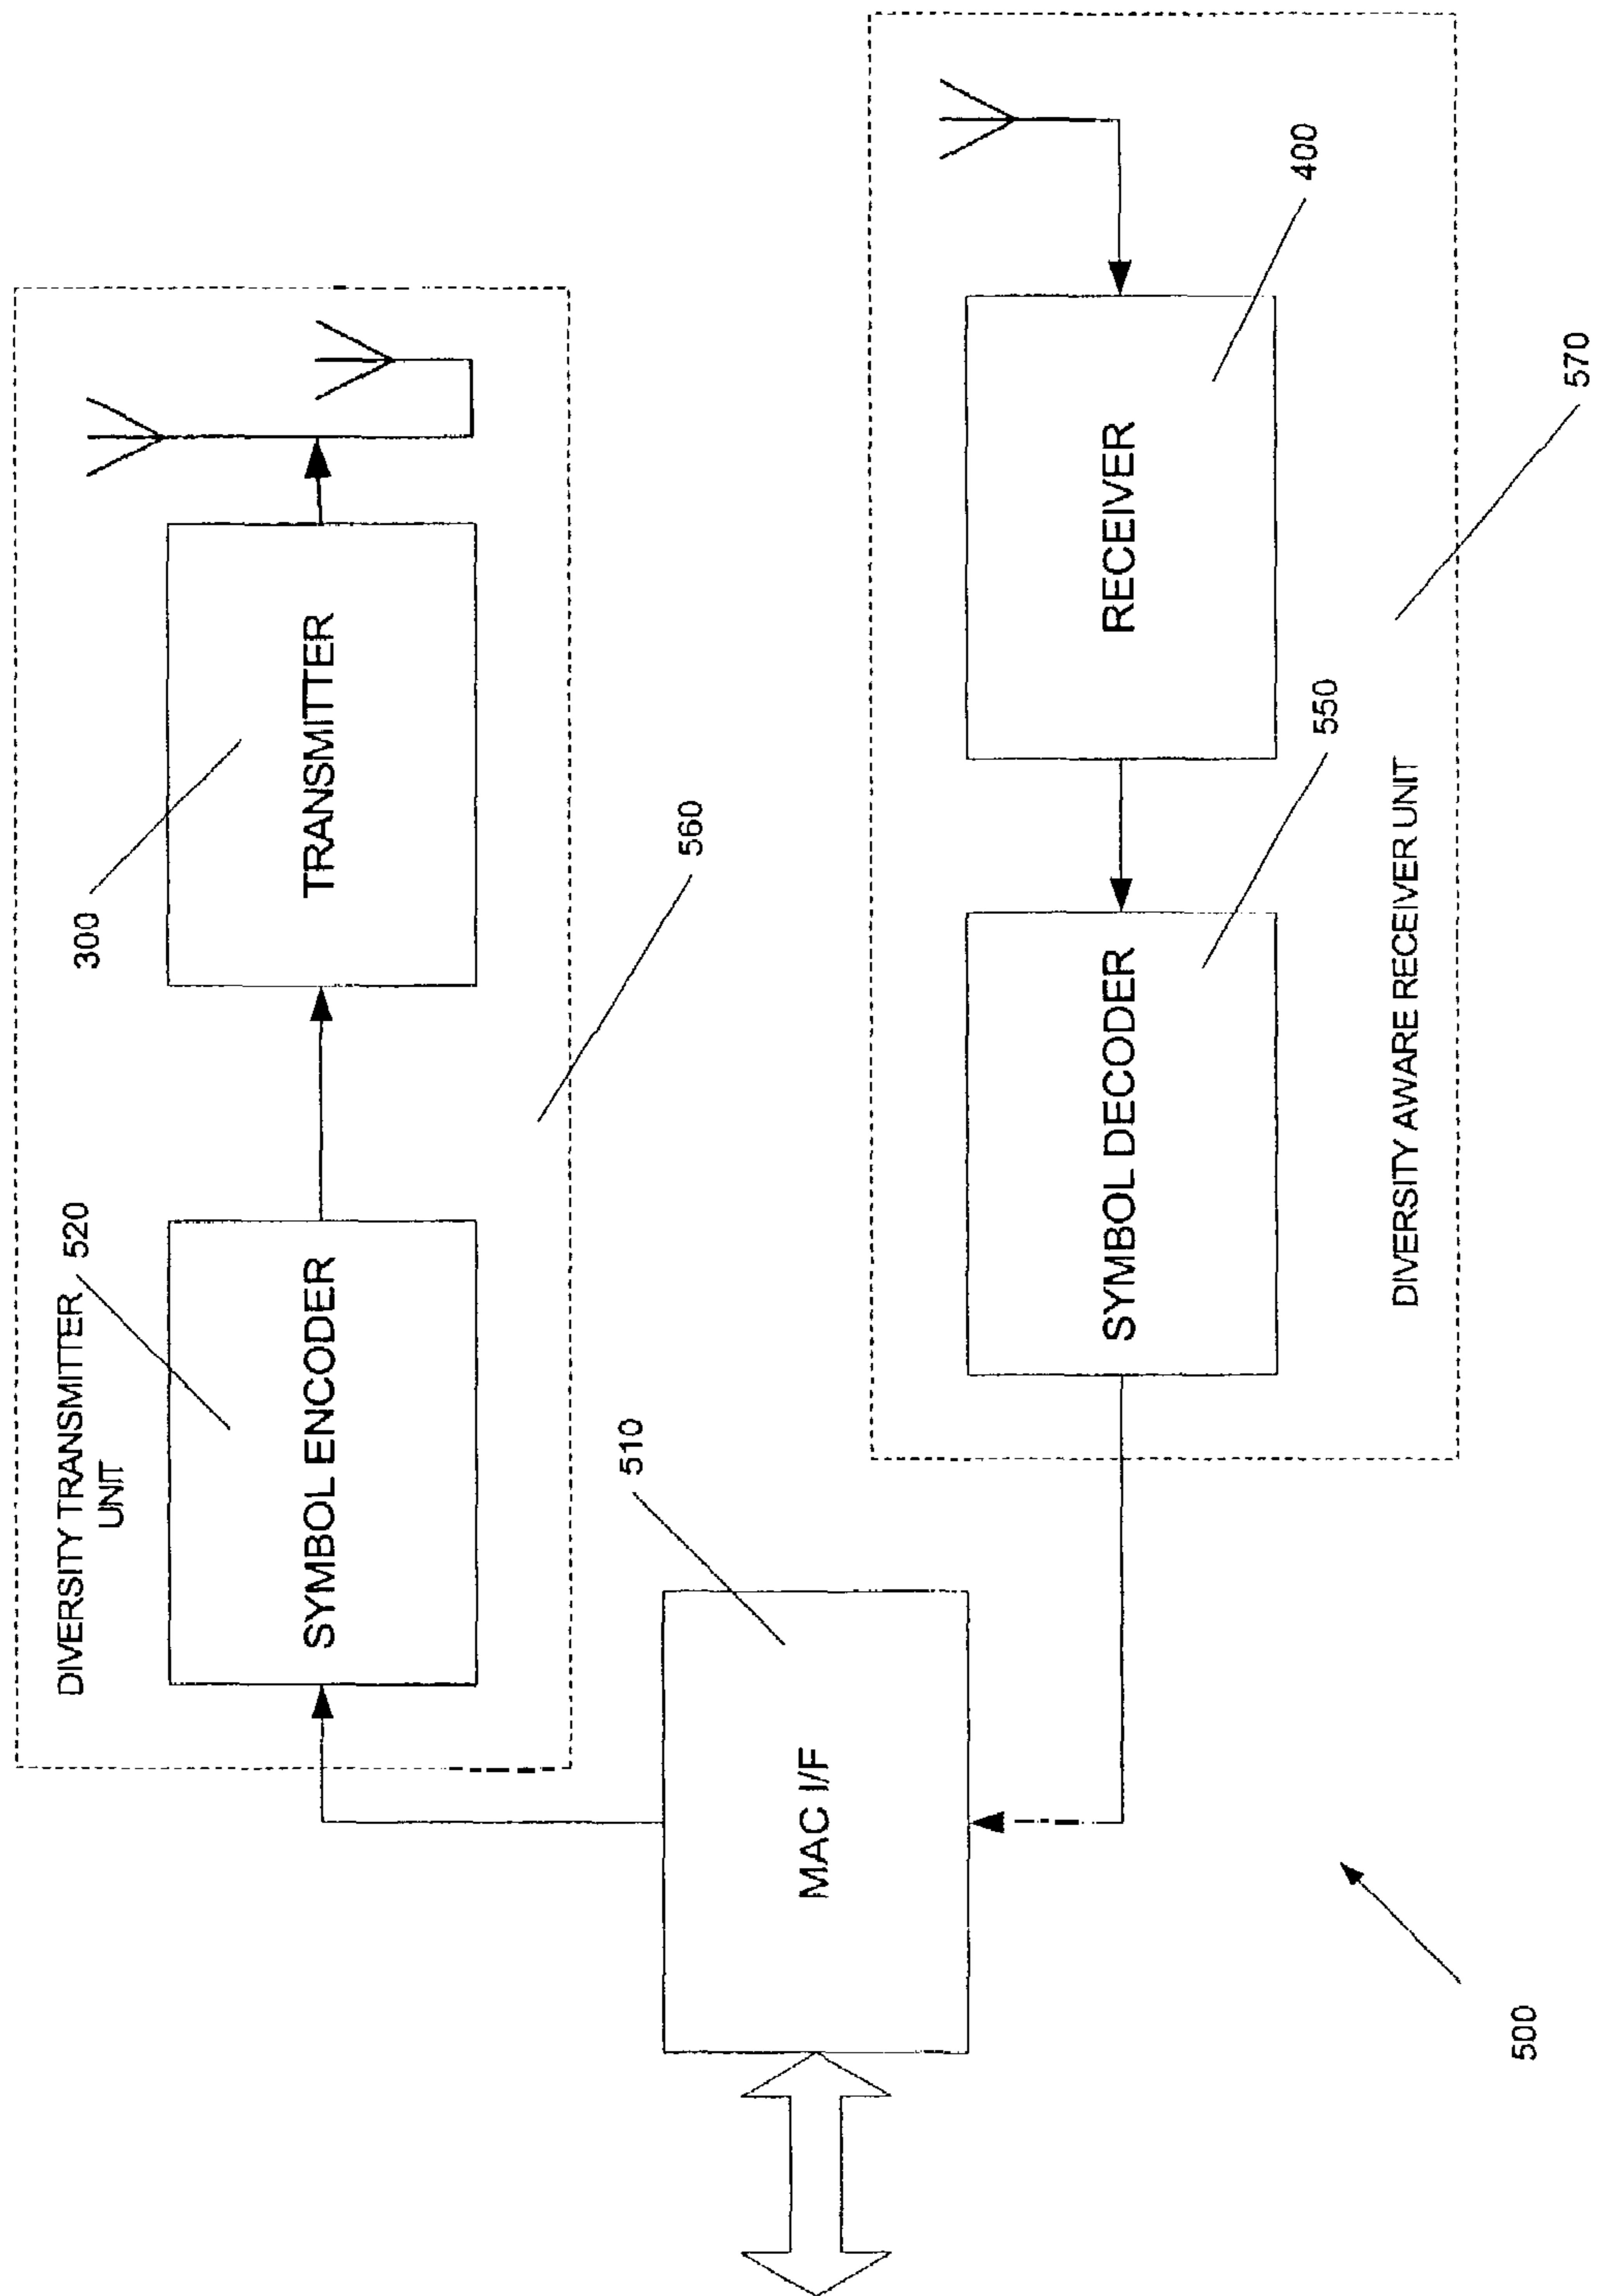 DIVERSITY TRANSMITTER
UNIT
520
SYMBOL ENCODER
300
TRANSMITTER
560
510
MAC I/F
550
SYMBOL DECODER
400
RECEIVER
DIVERSITY AWARE RECEIVER UNIT
570
500